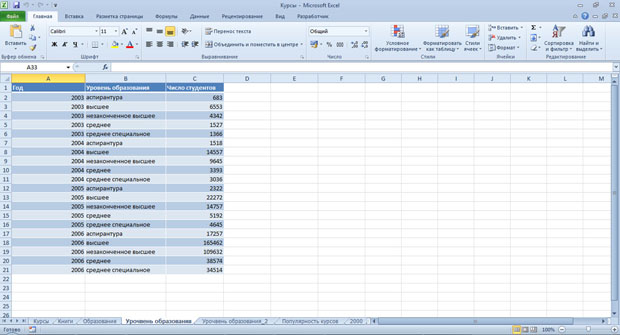 Курсы - Microsoft Excel
Файл Главная Вставка Разметка страницы Формулы Данные Рецензирование Вид Разработчик
Вставить Calibri 11 Ж К Ч Перенос текста Объединить и поместить в центре Общий Условное форматирование Форматировать как таблицу Стили ячеек Вставить Удалить Формат Сортировка и фильтр Найти и выделить
Буфер обмена Шрифт Выравнивание Число Стили Ячейки Редактирование
A33 fx
A B C D E F G H I J K L M
1 Год Уровень образования Число студентов
2 2003 аспирантура 683
3 2003 высшее 6553
4 2003 незаконченное высшее 4342
5 2003 среднее 1527
6 2003 среднее специальное 1366
7 2004 аспирантура 1518
8 2004 высшее 14557
9 2004 незаконченное высшее 9645
10 2004 среднее 3393
11 2004 среднее специальное 3036
12 2005 аспирантура 2322
13 2005 высшее 22272
14 2005 незаконченное высшее 14757
15 2005 среднее 5192
16 2005 среднее специальное 4645
17 2006 аспирантура 17257
18 2006 высшее 165462
19 2006 незаконченное высшее 109632
20 2006 среднее 38574
21 2006 среднее специальное 34514
22
23
24
25
26
Курсы Книги Образование Урочвень образования Урочвень образования_2 Популярность курсов 2000
Готово 100%